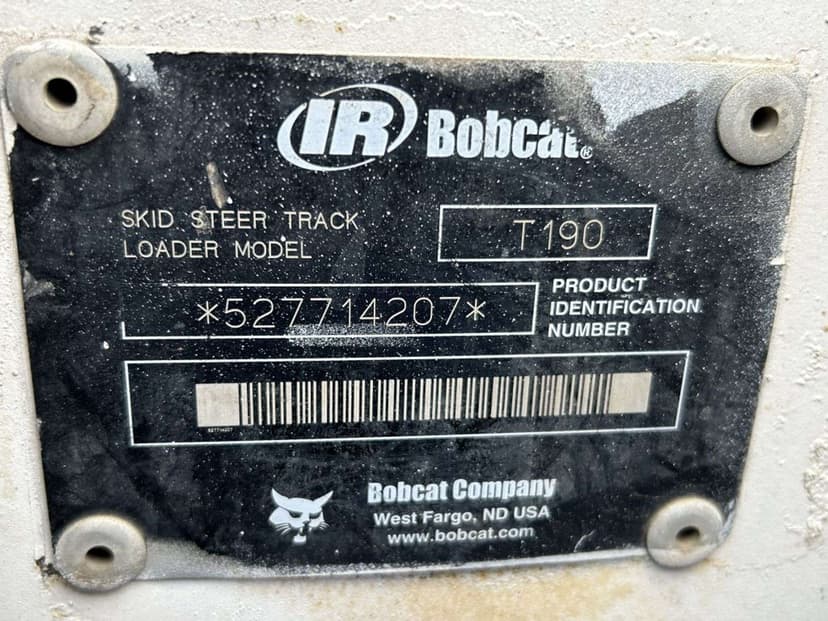 IR Bobcat®
SKID STEER TRACK
LOADER MODEL
T190
*527714207*
PRODUCT
IDENTIFICATION
NUMBER
527714207
Bobcat Company
West Fargo, ND USA
www.bobcat.com